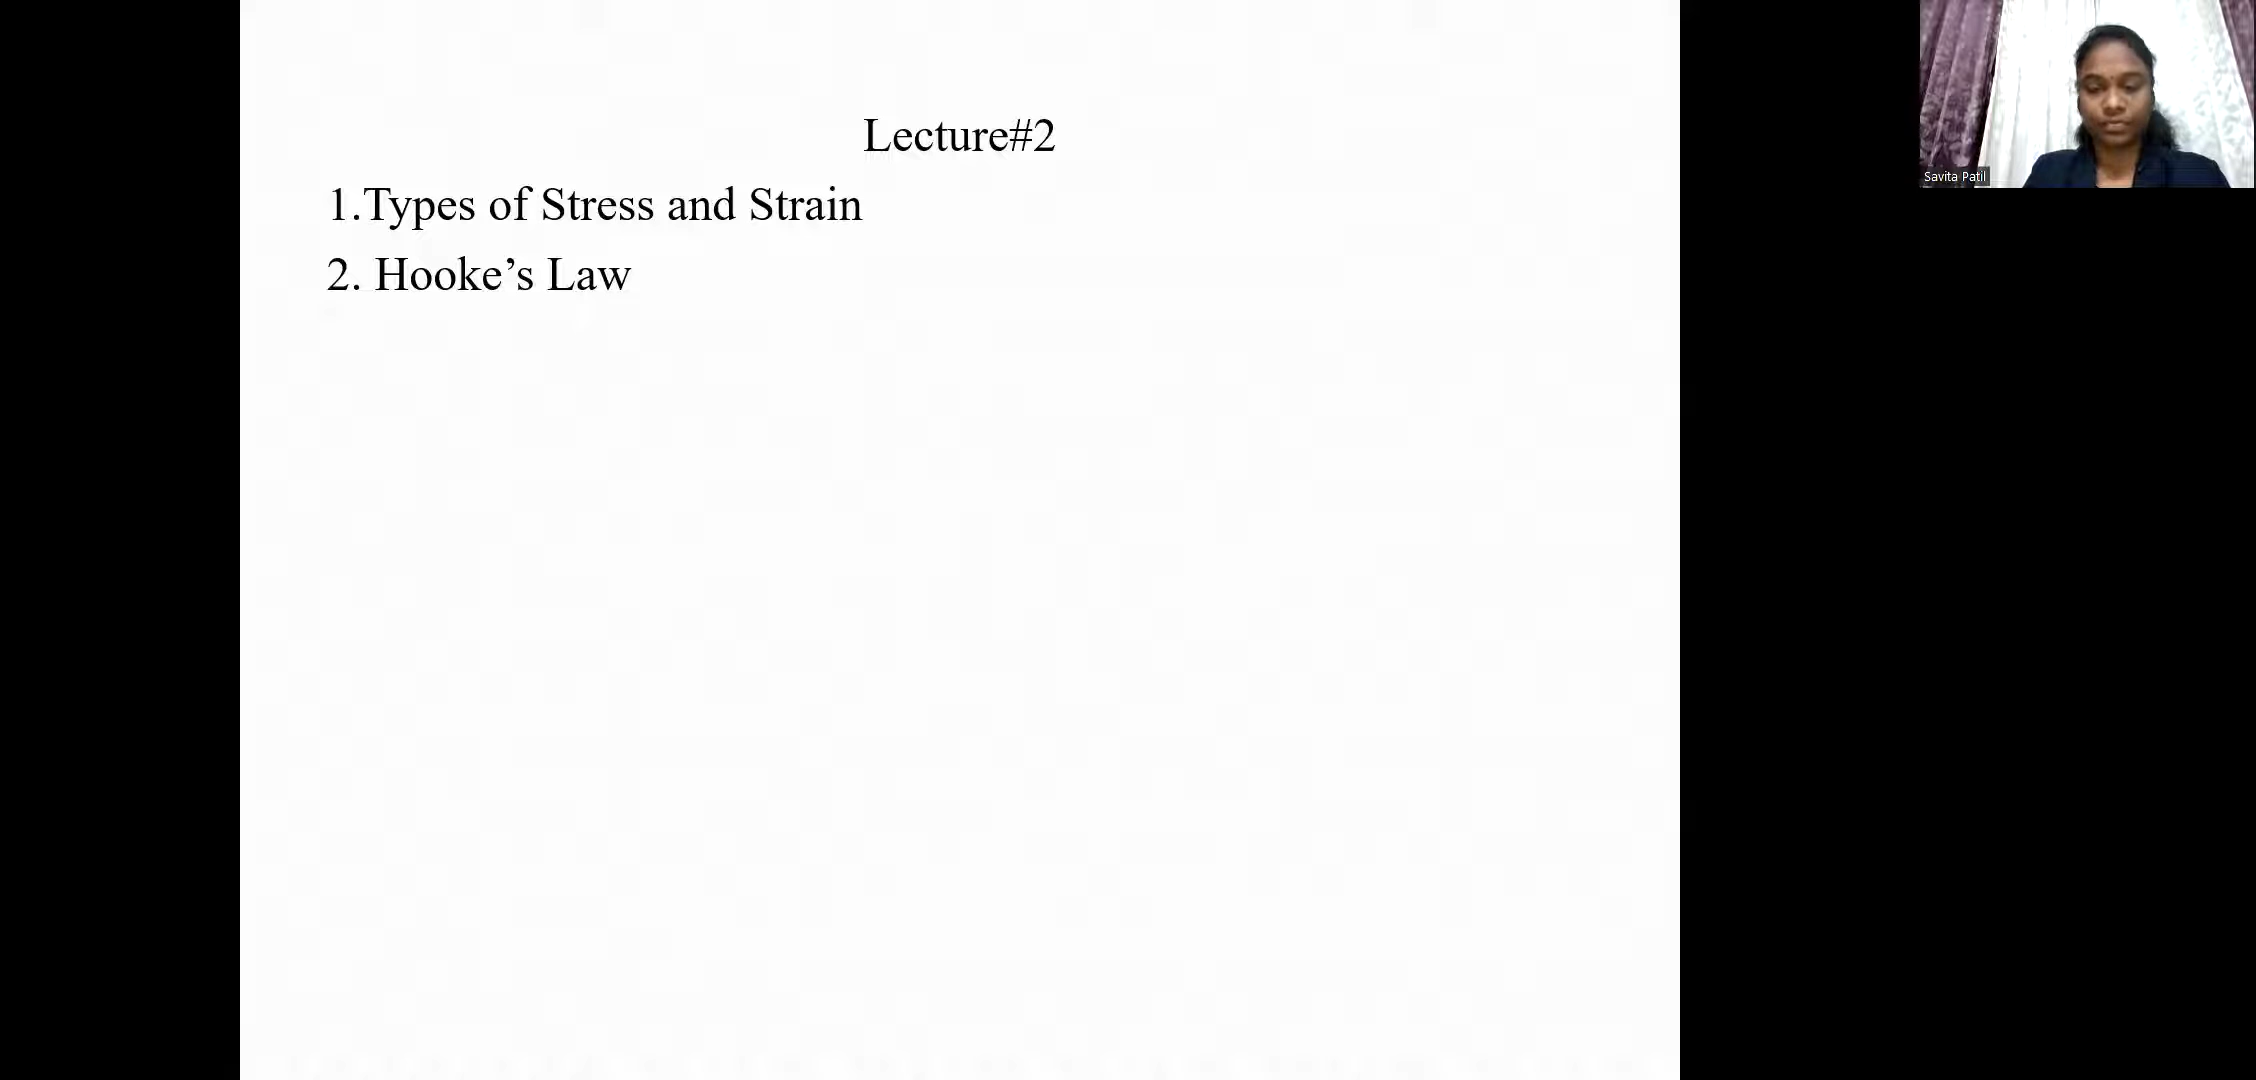 Lecture#2
1.Types of Stress and Strain
2. Hooke’s Law
Savita Patil